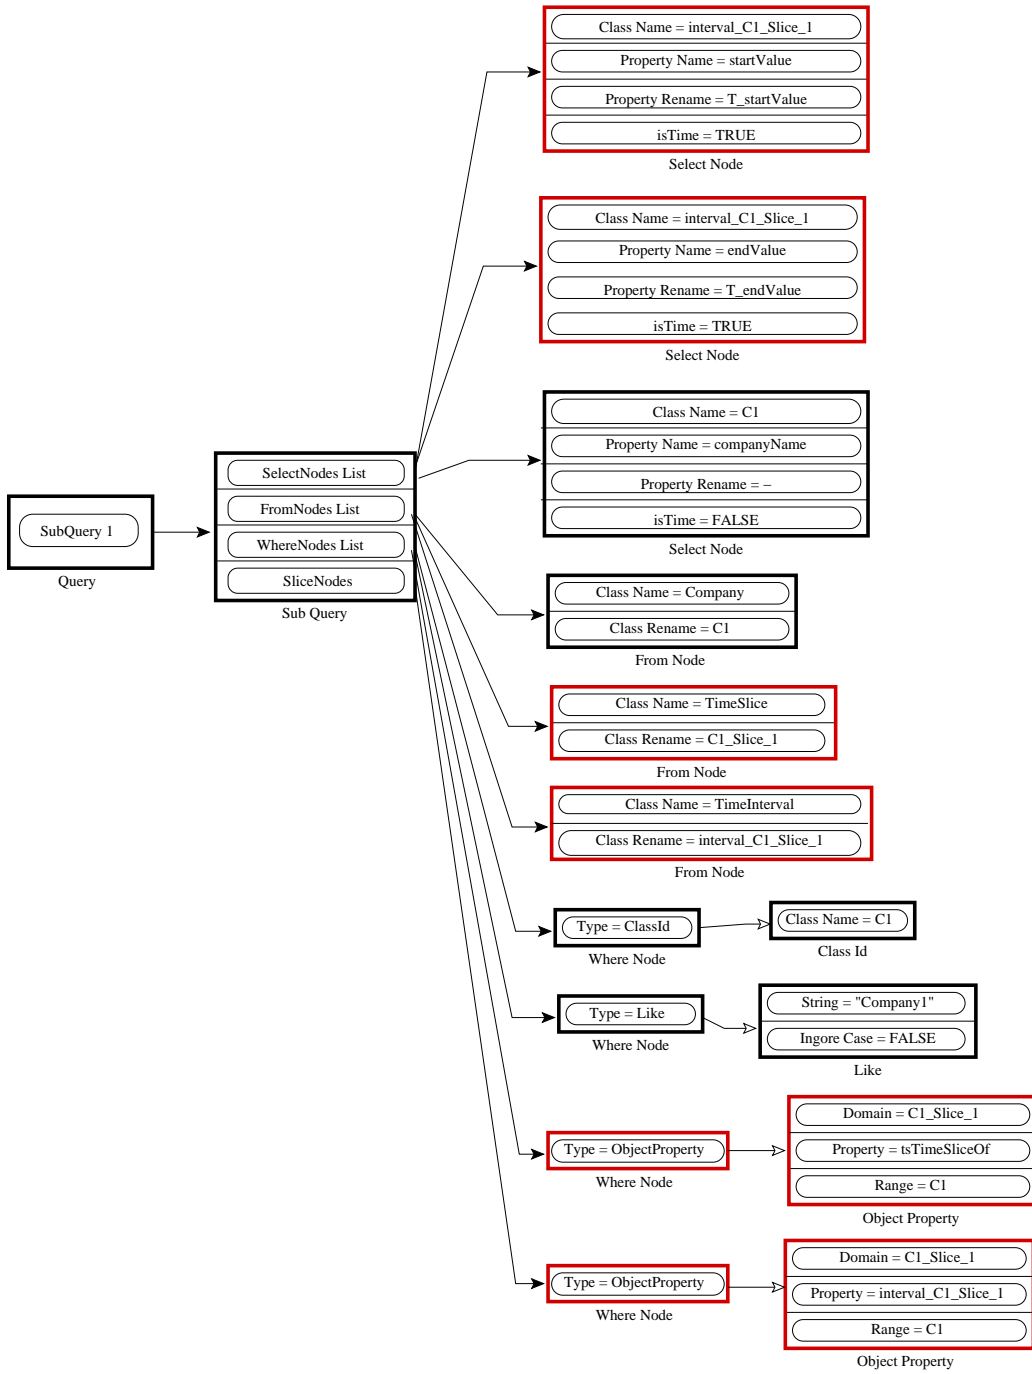 SubQuery 1
Query
SelectNodes List
FromNodes List
WhereNodes List
SliceNodes
Sub Query
Class Name = interval_C1_Slice_1
Property Name = startValue
Property Rename = T_startValue
isTime = TRUE
Select Node
Class Name = interval_C1_Slice_1
Property Name = endValue
Property Rename = T_endValue
isTime = TRUE
Select Node
Class Name = C1
Property Name = companyName
Property Rename = –
isTime = FALSE
Select Node
Class Name = Company
Class Rename = C1
From Node
Class Name = TimeSlice
Class Rename = C1_Slice_1
From Node
Class Name = TimeInterval
Class Rename = interval_C1_Slice_1
From Node
Type = ClassId
Where Node
Class Name = C1
Class Id
Type = Like
Where Node
String = "Company1"
Ingore Case = FALSE
Like
Type = ObjectProperty
Where Node
Domain = C1_Slice_1
Property = tsTimeSliceOf
Range = C1
Object Property
Type = ObjectProperty
Where Node
Domain = C1_Slice_1
Property = interval_C1_Slice_1
Range = C1
Object Property